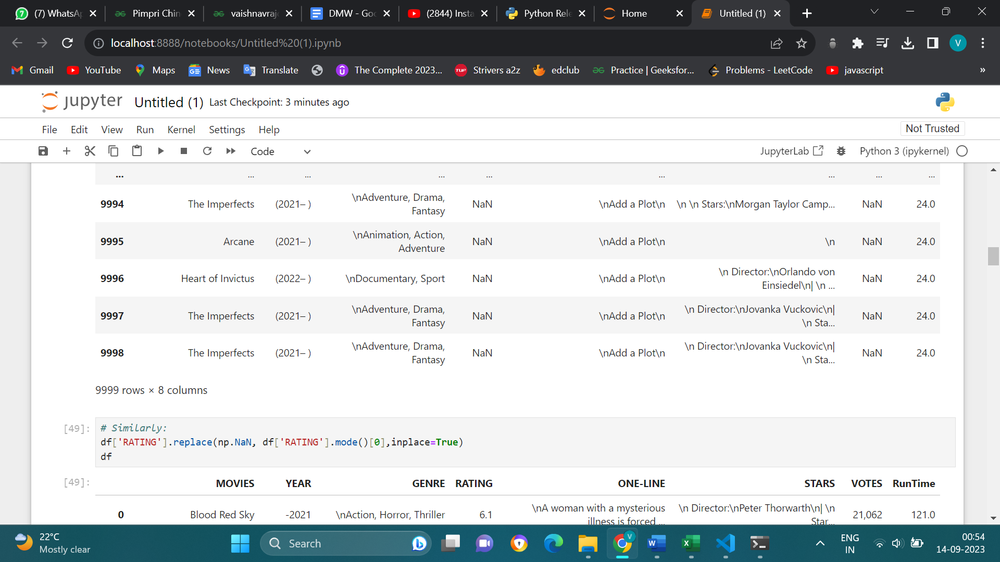 (7) WhatsAp
Pimpri Chin
vaishnavraje
DMW - Goo
(2844) Insta
Python Rele
Home
Untitled (1)
localhost:8888/notebooks/Untitled%20(1).ipynb
V
Gmail
YouTube
Maps
News
Translate
The Complete 2023...
Strivers a2z
edclub
Practice | Geeksfor...
Problems - LeetCode
javascript
»
jupyter Untitled (1) Last Checkpoint: 3 minutes ago
File Edit View Run Kernel Settings Help
Not Trusted
Code
JupyterLab
Python 3 (ipykernel)
... ... ... ... ... ... ... ... ...
9994 The Imperfects (2021– ) \nAdventure, Drama, NaN \nAdd a Plot\n \n \n Stars:\nMorgan Taylor Camp... NaN 24.0
Fantasy
9995 Arcane (2021– ) \nAnimation, Action, NaN \nAdd a Plot\n \n NaN 24.0
Adventure
9996 Heart of Invictus (2022– ) \nDocumentary, Sport NaN \nAdd a Plot\n \n Director:\nOrlando von NaN 24.0
Einsiedel\n| \n ...
9997 The Imperfects (2021– ) \nAdventure, Drama, NaN \nAdd a Plot\n \n Director:\nJovanka Vuckovic\n| NaN 24.0
Fantasy \n Sta...
9998 The Imperfects (2021– ) \nAdventure, Drama, NaN \nAdd a Plot\n \n Director:\nJovanka Vuckovic\n| NaN 24.0
Fantasy \n Sta...
9999 rows × 8 columns
[49]: # Similarly:
df['RATING'].replace(np.NaN, df['RATING'].mode()[0],inplace=True)
df
[49]: MOVIES YEAR GENRE RATING ONE-LINE STARS VOTES RunTime
0 Blood Red Sky -2021 \nAction, Horror, Thriller 6.1 \nA woman with a mysterious \n Director:\nPeter Thorwarth\n| \n 21,062 121.0
illness is forced ... Star...
22°C
Mostly clear
Search
ENG
IN
00:54
14-09-2023